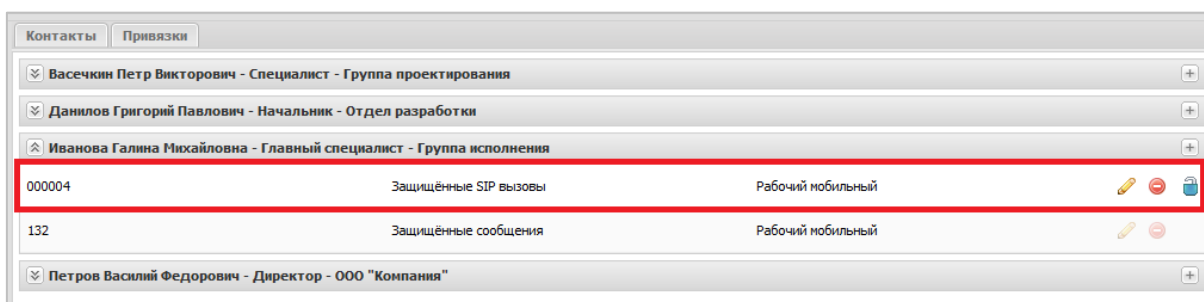 Контакты Привязки
Васечкин Петр Викторович - Специалист - Группа проектирования
Данилов Григорий Павлович - Начальник - Отдел разработки
Иванова Галина Михайловна - Главный специалист - Группа исполнения
000004 Защищённые SIP вызовы Рабочий мобильный
132 Защищённые сообщения Рабочий мобильный
Петров Василий Федорович - Директор - ООО "Компания"